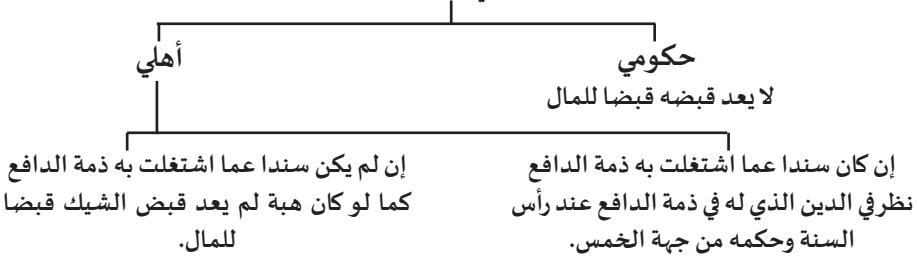 حكومي
أهلي
لا يعد قبضه قبضا للمال
إن كان سندا عما اشتغلت به ذمة الدافع
نظر في الدين الذي له في ذمة الدافع عند رأس
السنة وحكمه من جهة الخمس.
إن لم يكن سندا عما اشتغلت به ذمة الدافع
كما لو كان هبة لم يعد قبض الشيك قبضا
للمال.